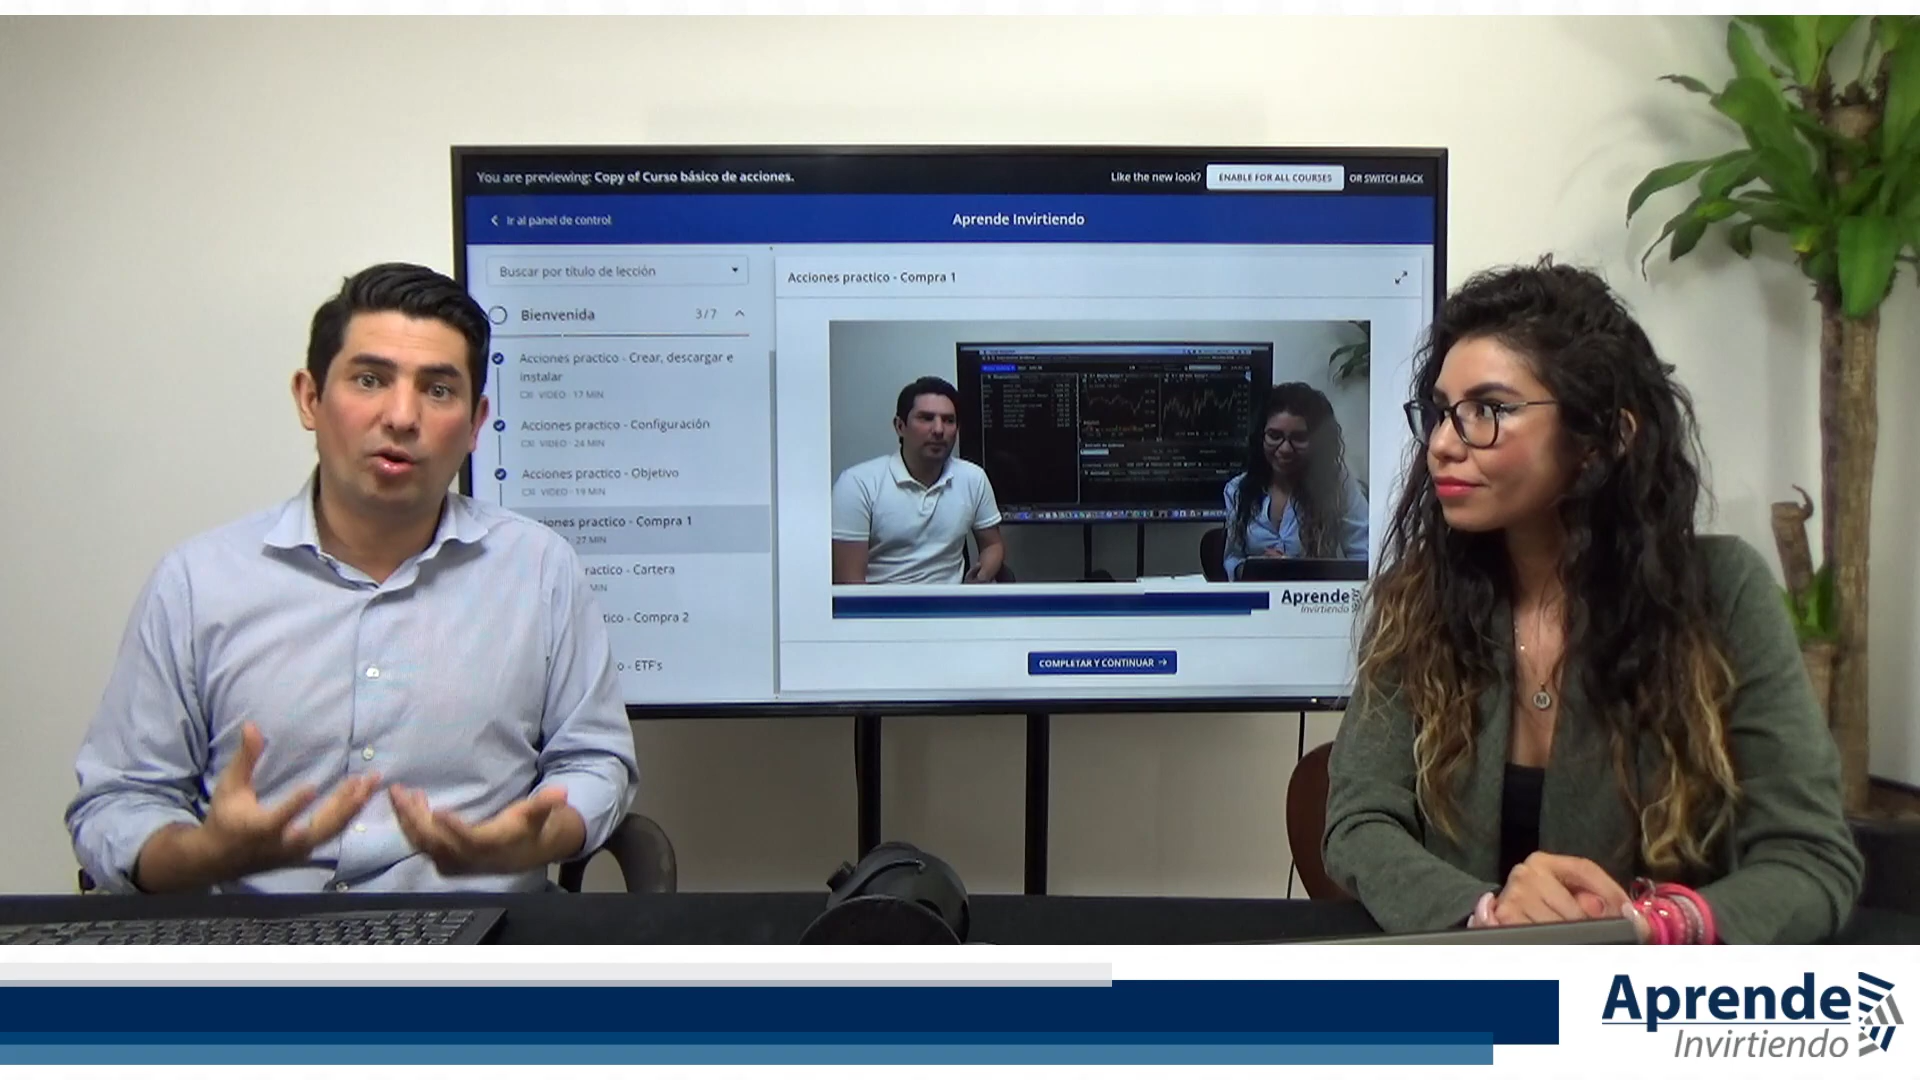 You are previewing: Copy of Curso básico de acciones.
Like the new look? ENABLE FOR ALL COURSES OR SWITCH BACK
Ir al panel de control
Aprende Invirtiendo
Buscar por título de lección
Bienvenida 3/7
Acciones practico - Crear, descargar e
instalar
VIDEO · 17 MIN
Acciones practico - Configuración
VIDEO · 24 MIN
Acciones practico - Objetivo
VIDEO · 19 MIN
iones practico - Compra 1
27 MIN
ractico - Cartera
MIN
tico - Compra 2
o - ETF's
Acciones practico - Compra 1
Aprende
Invirtiendo
COMPLETAR Y CONTINUAR →
M
Aprende
Invirtiendo